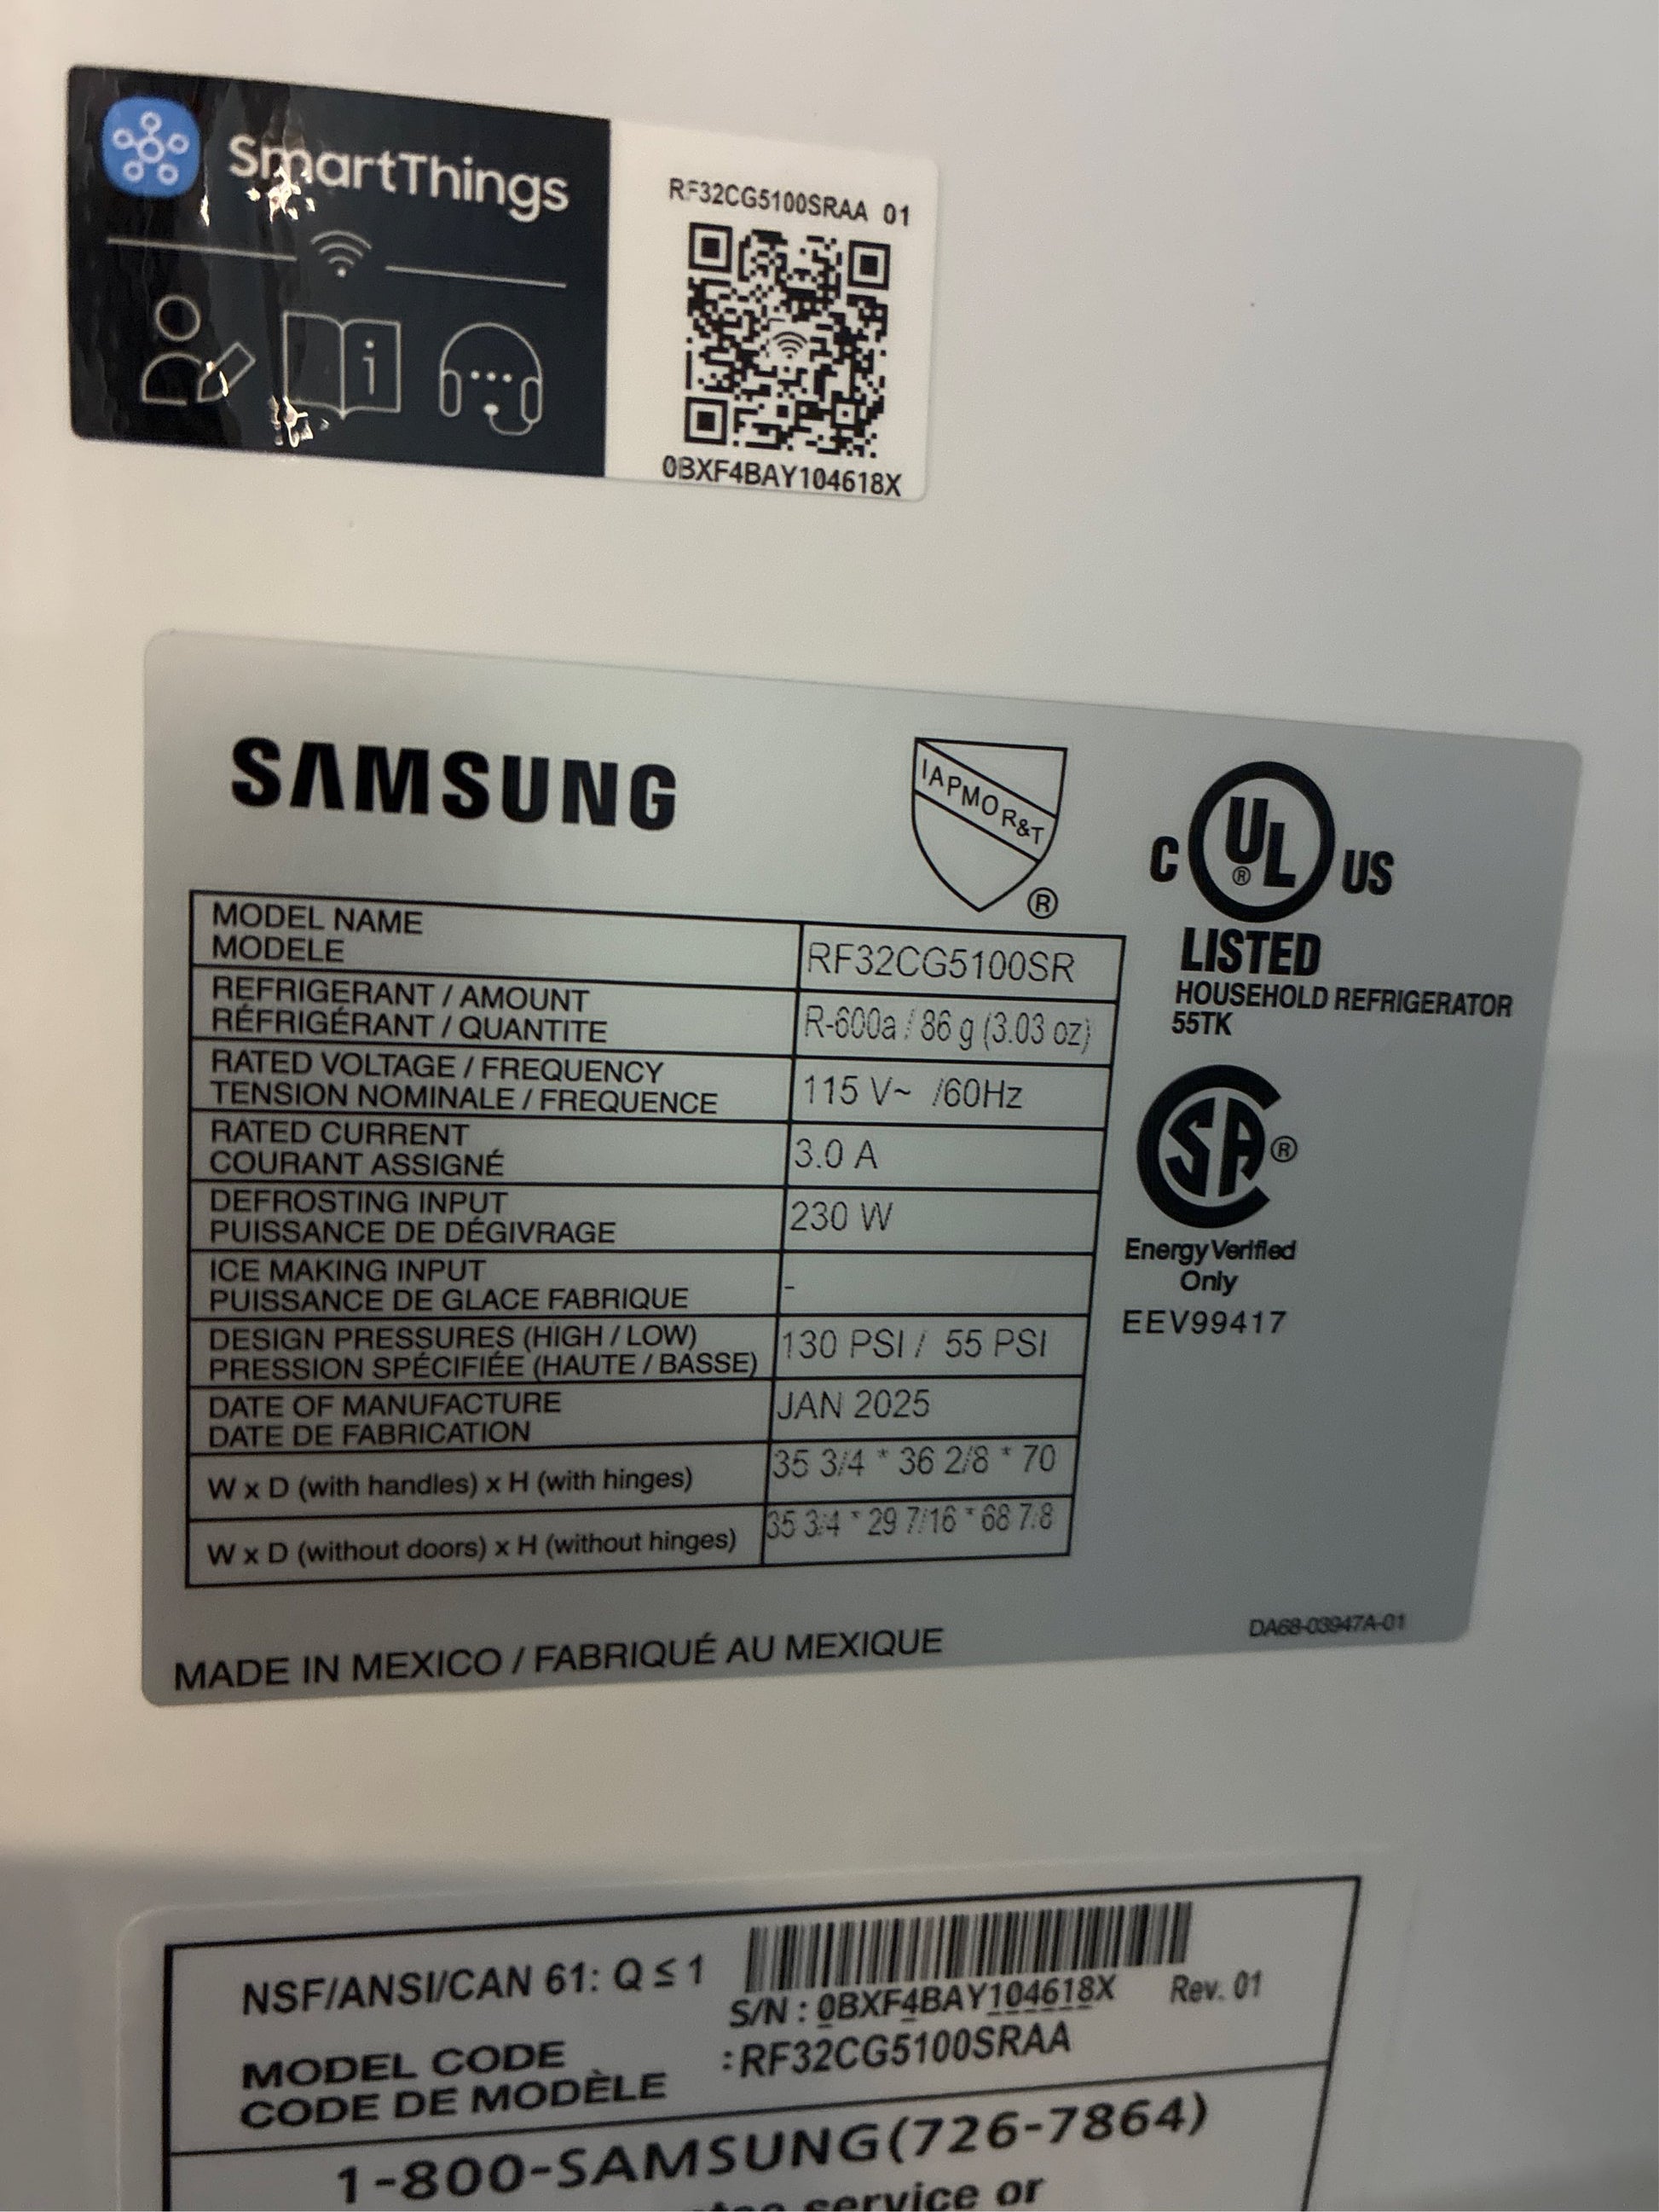 SmartThings
RF32CG5100SRAA 01
0BXF4BAY104618X
SAMSUNG
IAPMO R&T
®
C UL US
®
LISTED
HOUSEHOLD REFRIGERATOR
55TK
MODEL NAME
MODELE
RF32CG5100SR
REFRIGERANT / AMOUNT
RÉFRIGÉRANT / QUANTITE
R-600a / 86 g (3.03 oz)
RATED VOLTAGE / FREQUENCY
TENSION NOMINALE / FREQUENCE
115 V~ /60Hz
RATED CURRENT
COURANT ASSIGNÉ
3.0 A
DEFROSTING INPUT
PUISSANCE DE DÉGIVRAGE
230 W
ICE MAKING INPUT
PUISSANCE DE GLACE FABRIQUE
-
DESIGN PRESSURES (HIGH / LOW)
PRESSION SPÉCIFIÉE (HAUTE / BASSE)
130 PSI / 55 PSI
DATE OF MANUFACTURE
DATE DE FABRICATION
JAN 2025
W x D (with handles) x H (with hinges)
35 3/4 * 36 2/8 * 70
W x D (without doors) x H (without hinges)
35 3/4 * 29 7/16 * 68 7/8
SA ®
Energy Verified
Only
EEV99417
MADE IN MEXICO / FABRIQUÉ AU MEXIQUE
DA68-03947A-01
NSF/ANSI/CAN 61: Q ≤ 1
S/N : 0BXF4BAY104618X Rev. 01
MODEL CODE
CODE DE MODÈLE
:RF32CG5100SRAA
1-800-SAMSUNG(726-7864)
service or